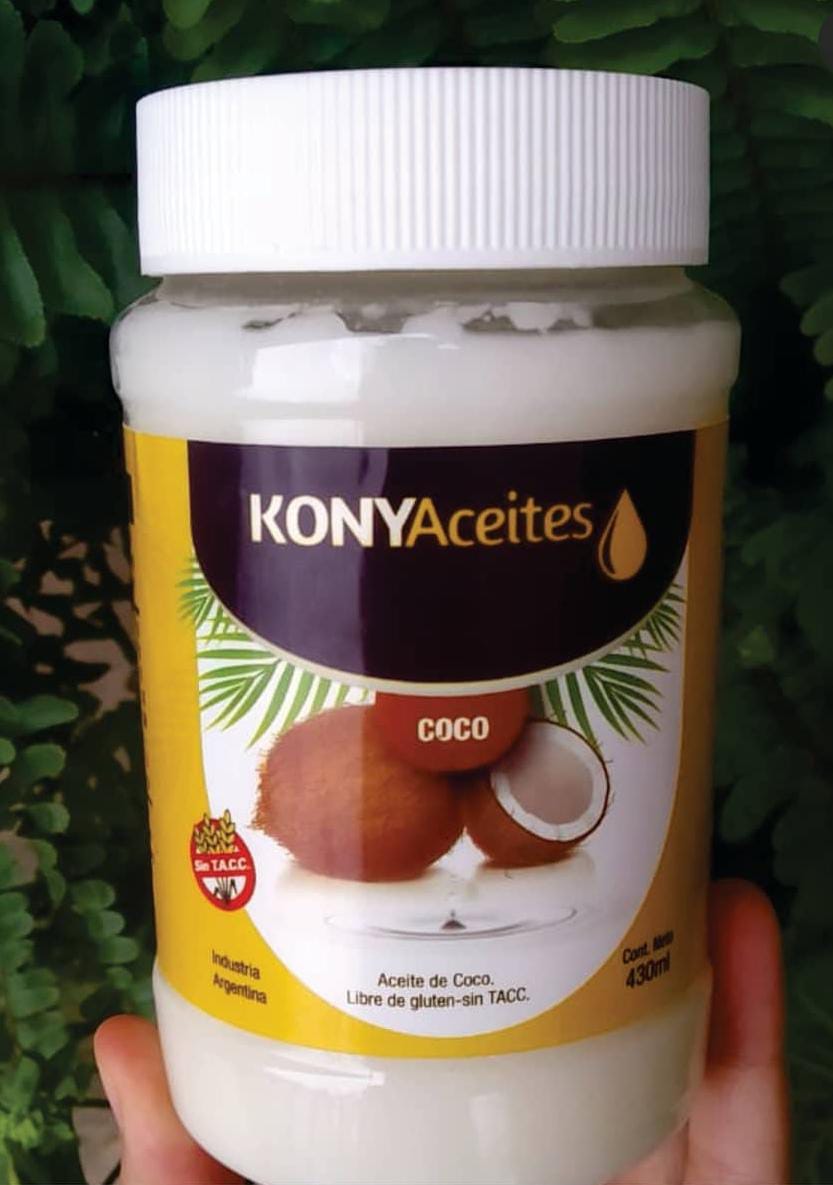 KONYAceites
COCO
Sin T.A.C.C.
Industria
Argentina
Aceite de Coco.
Libre de gluten-sin TACC.
Cont. Neto
430ml